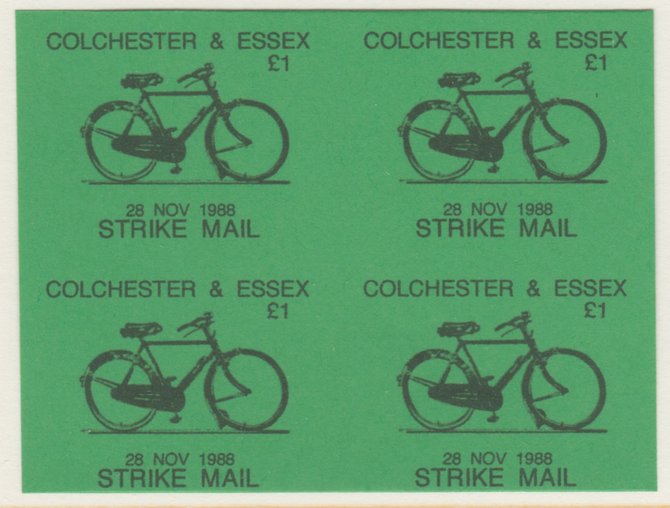 COLCHESTER & ESSEX
£1
28 NOV 1988
STRIKE MAIL
COLCHESTER & ESSEX
£1
28 NOV 1988
STRIKE MAIL
COLCHESTER & ESSEX
£1
28 NOV 1988
STRIKE MAIL
COLCHESTER & ESSEX
£1
28 NOV 1988
STRIKE MAIL